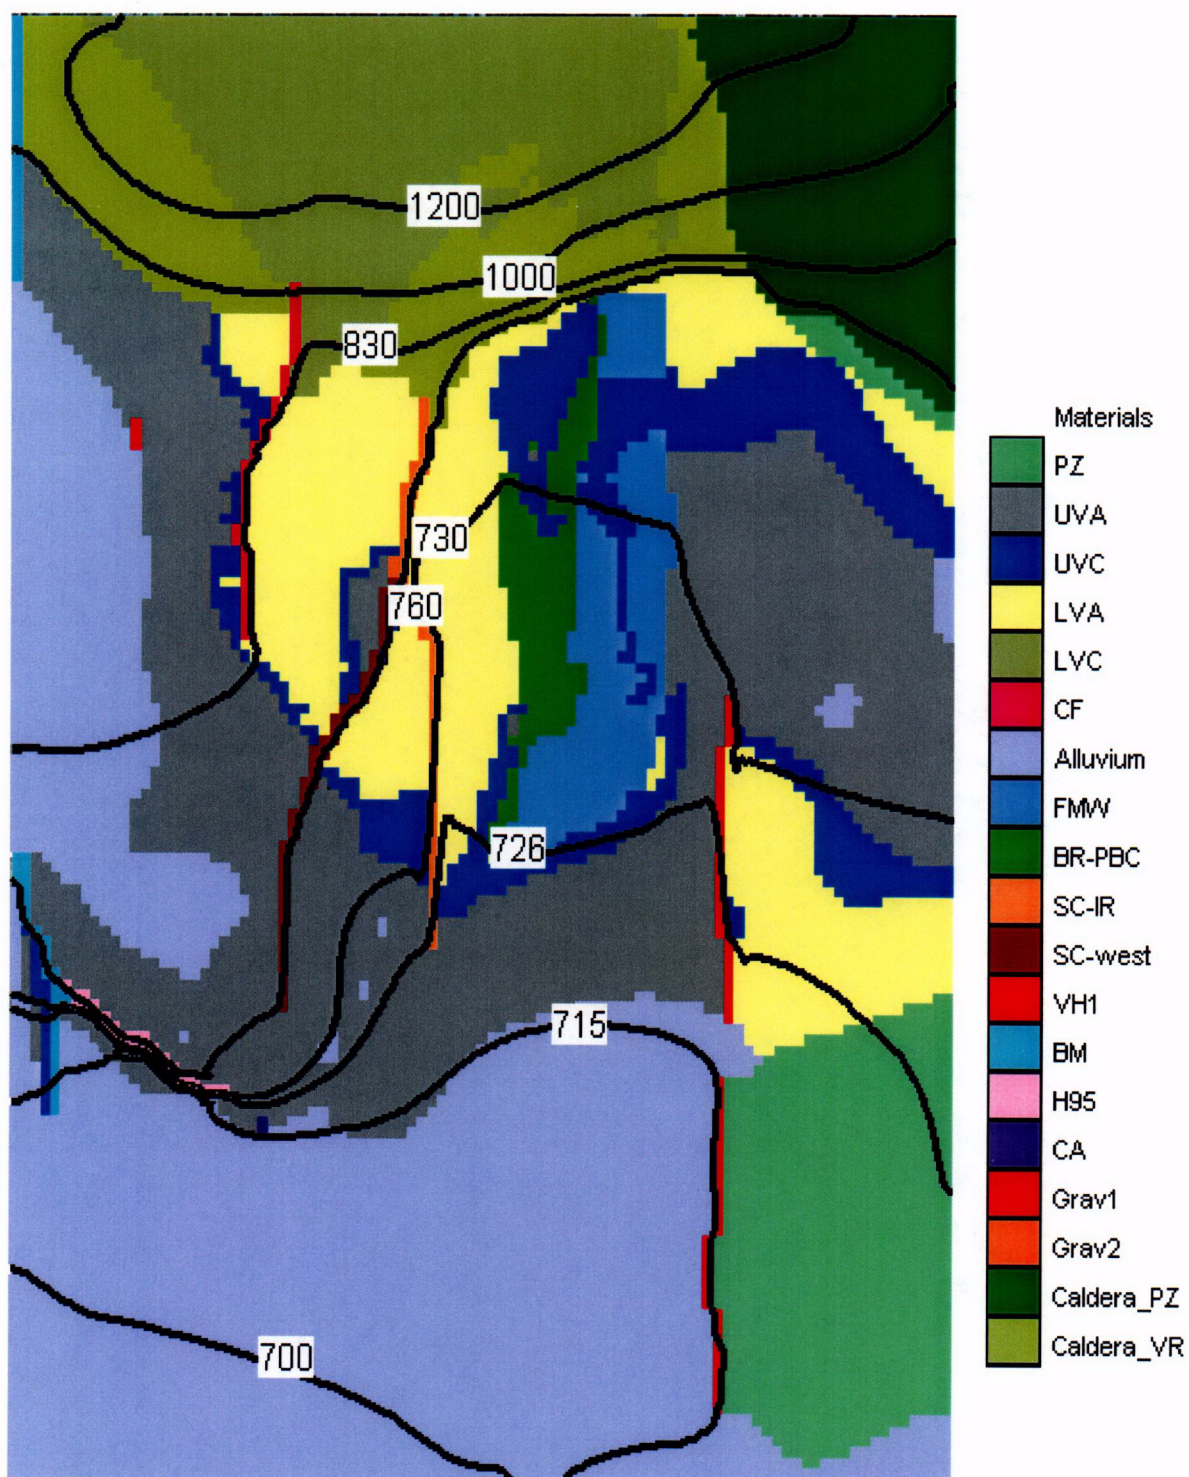 1200
1000
830
730
760
726
715
700
Materials
PZ
UVA
UVC
LVA
LVC
CF
Alluvium
FMW
BR-PBC
SC-IR
SC-west
VH1
BM
H95
CA
Grav1
Grav2
Caldera_PZ
Caldera_VR